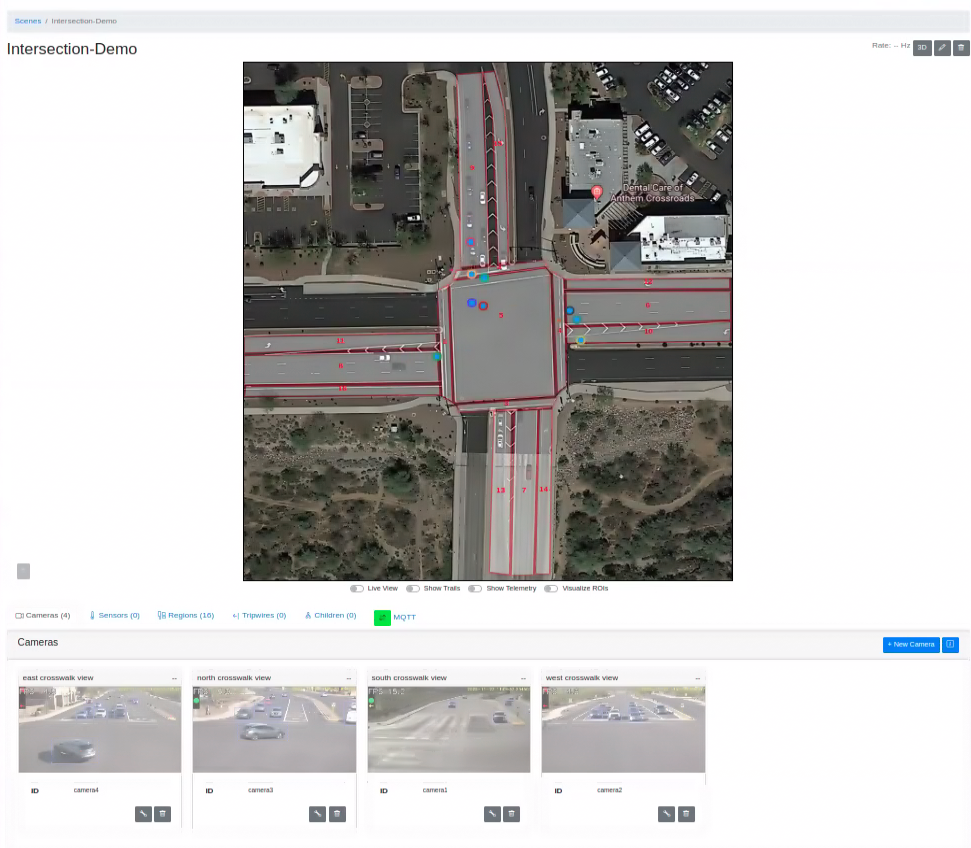 Scenes / Intersection-Demo
Intersection-Demo
Rate: -- Hz
3D
Dental Care of
Anthem Crossroads
6
5
10
11
6
13
7
14
Live View
Show Trails
Show Telemetry
Visualize ROIs
Cameras (4)
Sensors (0)
Regions (16)
Tripwires (0)
Children (0)
MQTT
Cameras
+ New Camera
east crosswalk view --
north crosswalk view --
south crosswalk view --
west crosswalk view --
ID camera4
ID camera3
ID camera1
ID camera2